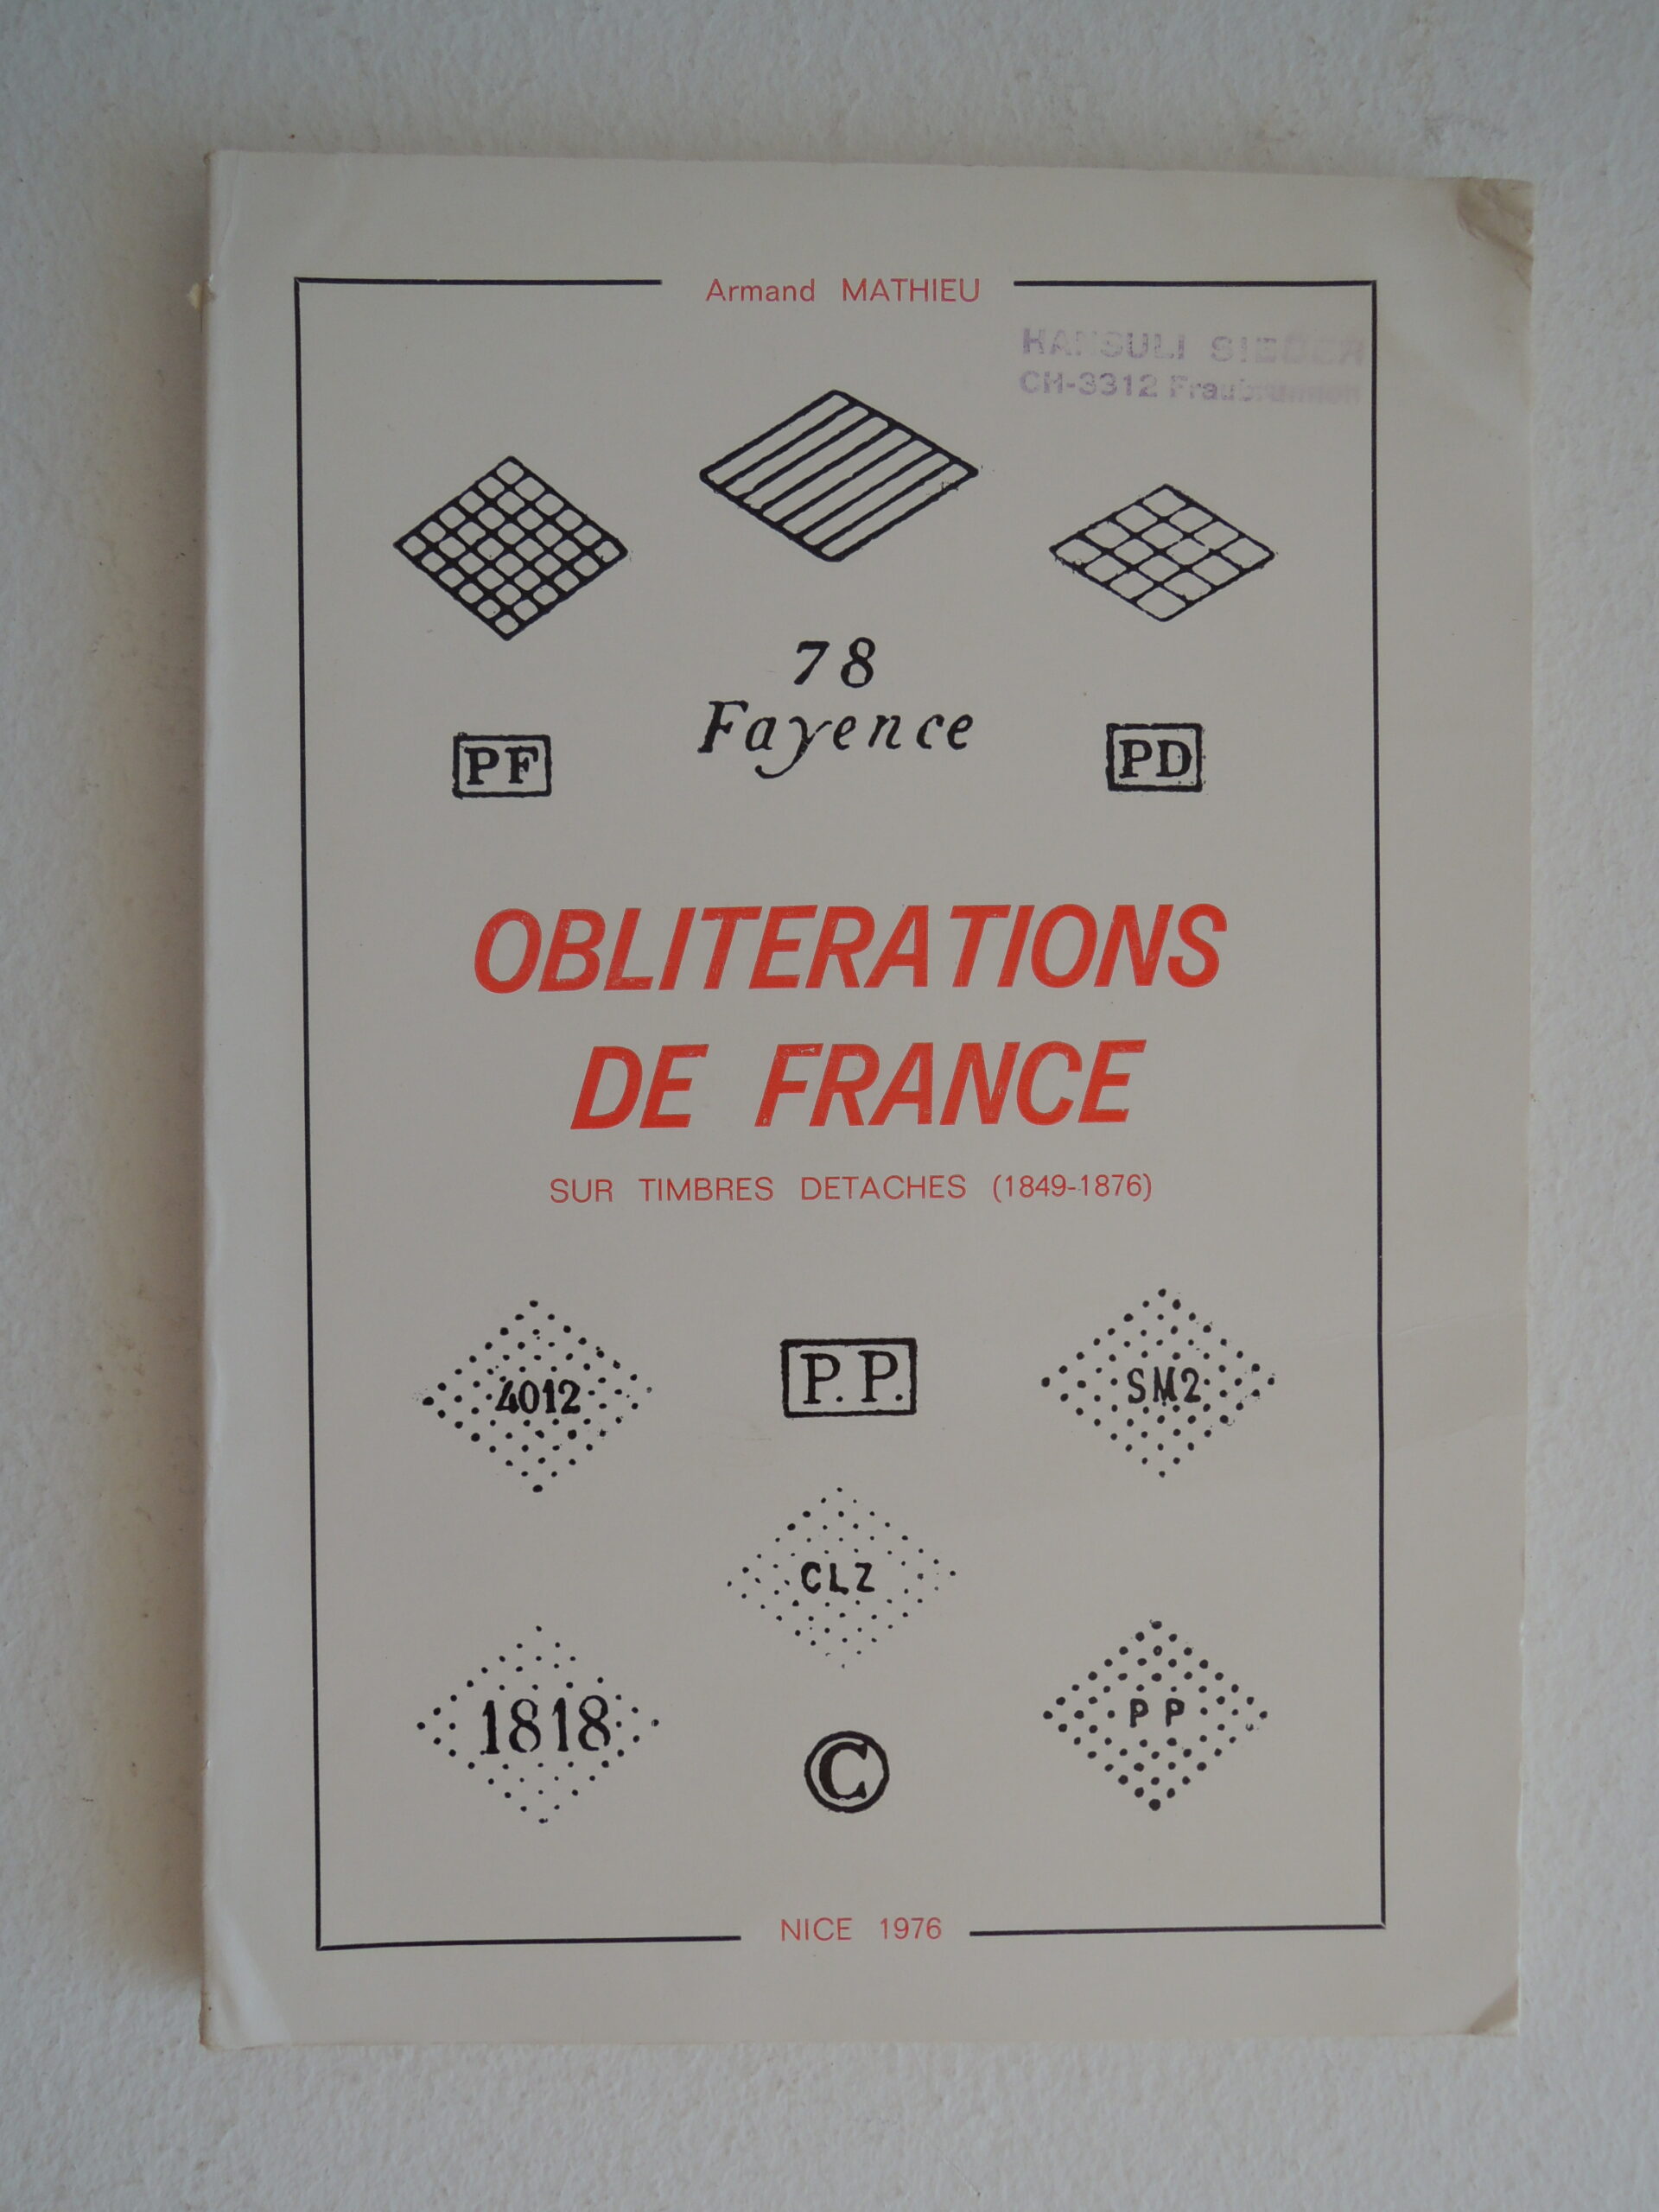 Armand MATHIEU
HANSULI
CH-3312 Fraubrunnen
78
Fayence
PF
PD
OBLITERATIONS
DE FRANCE
SUR TIMBRES DETACHES (1849-1876)
4012
P.P.
SM2
CLZ
1818
PP
C
NICE 1976